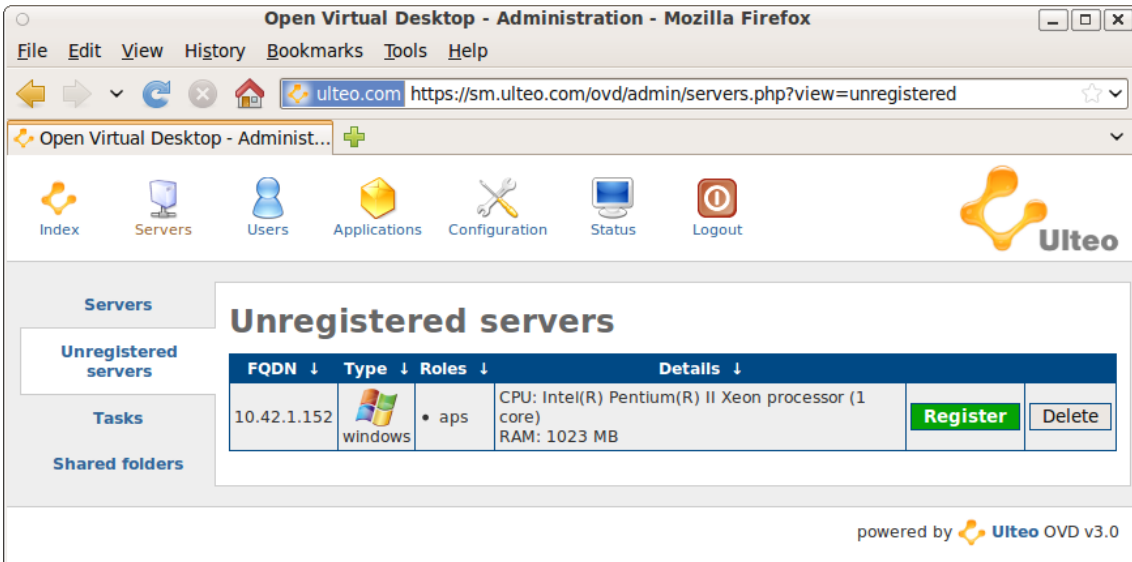 Open Virtual Desktop - Administration - Mozilla Firefox
File Edit View History Bookmarks Tools Help
ulteo.com https://sm.ulteo.com/ovd/admin/servers.php?view=unregistered
Open Virtual Desktop - Administ...
Index Servers Users Applications Configuration Status Logout
Ulteo
Servers
Unregistered servers
Unregistered
servers
Tasks
Shared folders
FQDN ↓ Type ↓ Roles ↓ Details ↓
10.42.1.152 windows • aps CPU: Intel(R) Pentium(R) II Xeon processor (1
core)
RAM: 1023 MB
Register Delete
powered by Ulteo OVD v3.0